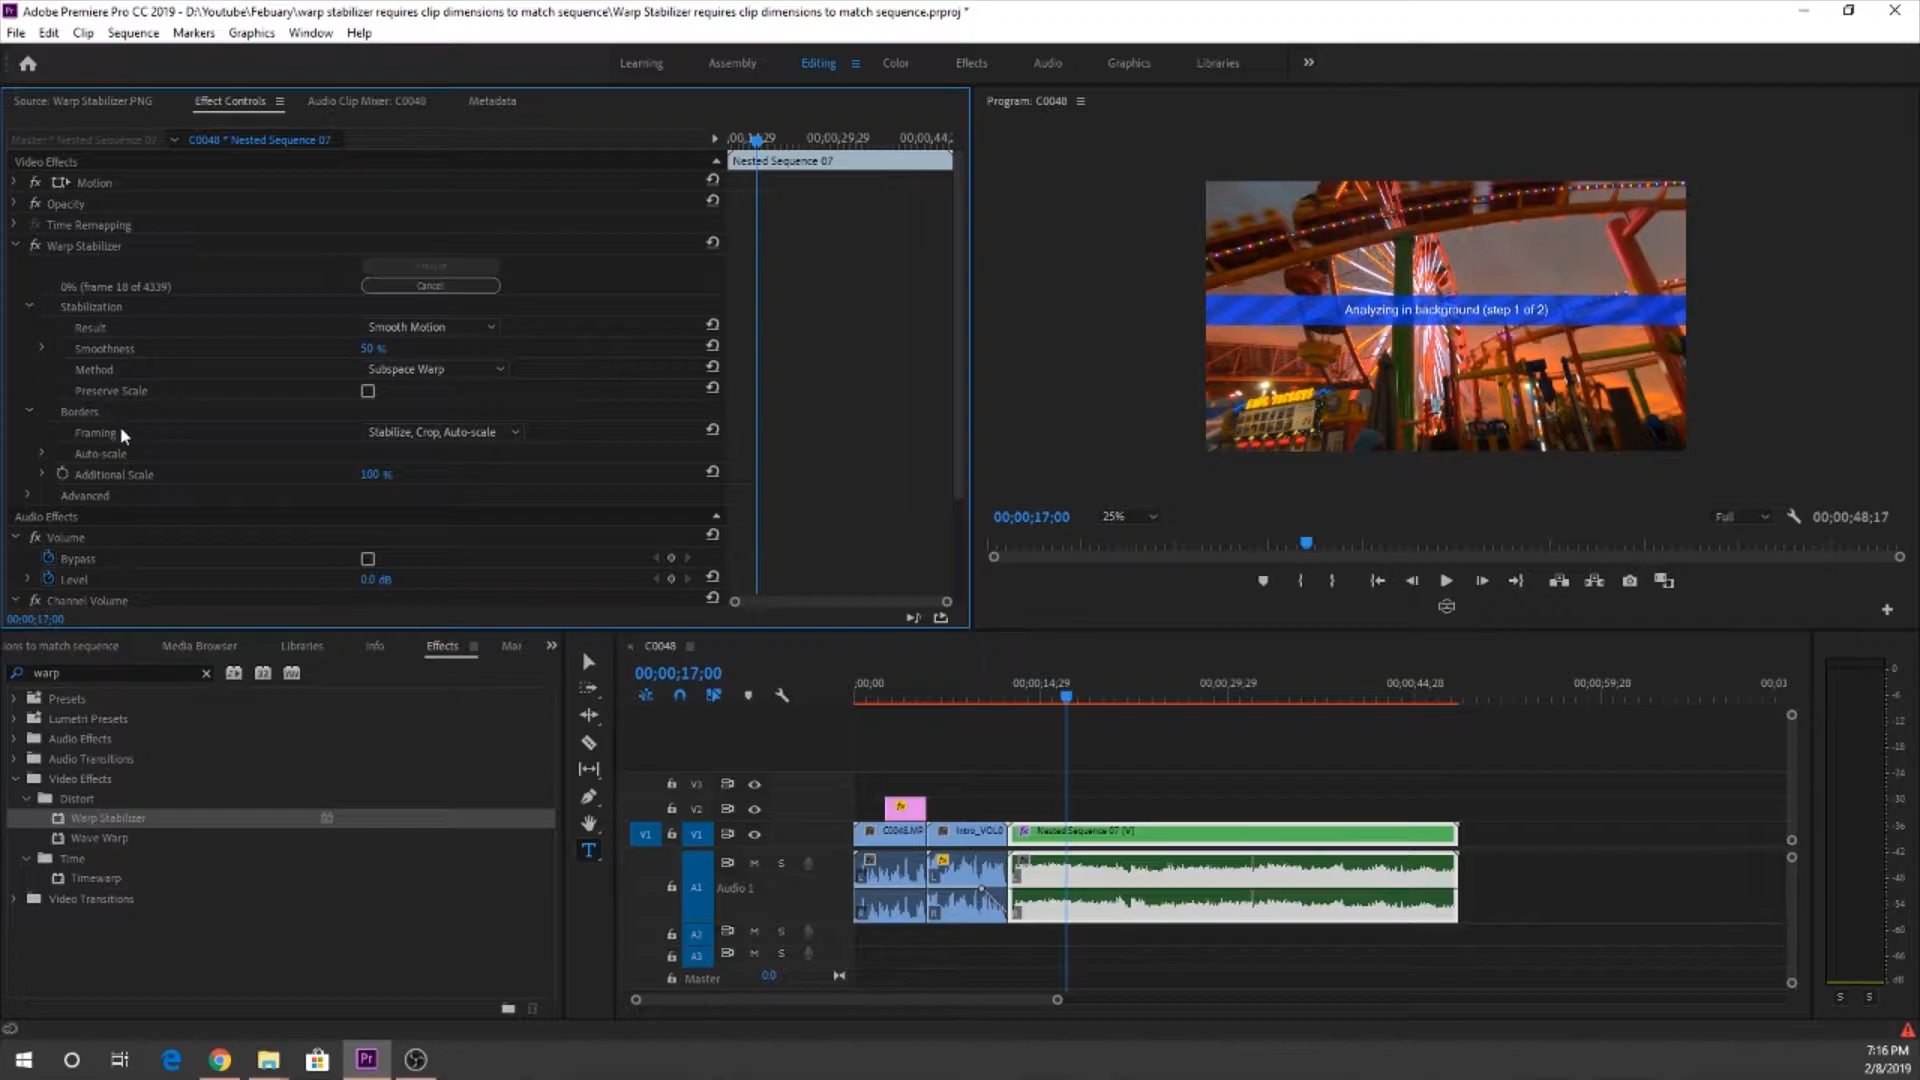 Adobe Premiere Pro CC 2019 - D:\Youtube\Febuary\warp stabilizer requires clip dimensions to match sequence\Warp Stabilizer requires clip dimensions to match sequence.prproj *
File Edit Clip Sequence Markers Graphics Window Help
Learning Assembly Editing Color Effects Audio Graphics Libraries
Source: Warp Stabilizer.PNG Effect Controls Audio Clip Mixer: C0048 Metadata
Program: C0048
Master * Nested Sequence 07 C0048 * Nested Sequence 07
;00;14;29 00;00;29;29 00;00;44;
Video Effects
Nested Sequence 07
Motion
Opacity
Time Remapping
Warp Stabilizer
0% (frame 18 of 4339) Cancel
Stabilization
Result Smooth Motion
Smoothness 50 %
Method Subspace Warp
Preserve Scale
Borders
Framing Stabilize, Crop, Auto-scale
Auto-scale
Additional Scale 100 %
Advanced
Audio Effects
Volume
Bypass
Level 0.0 dB
Channel Volume
00;00;17;00
Analyzing in background (step 1 of 2)
00;00;17;00 25% Full 00;00;48;17
ions to match sequence Media Browser Libraries Info Effects Mar
warp
Presets
Lumetri Presets
Audio Effects
Audio Transitions
Video Effects
Distort
Warp Stabilizer
Wave Warp
Time
Timewarp
Video Transitions
C0048
00;00;17;00
;00;00 00;00;14;29 00;00;29;29 00;00;44;28 00;00;59;28 00;01
V3
V2
V1 V1 C0048.MP Intro_VOL0 Nested Sequence 07 [V]
M S
A1 Audio 1
A2 M S
A3 M S
Master 0.0
0
-6
-12
-18
-24
-30
-36
-42
-48
-54
-60
-66
dB
S S
7:16 PM
2/8/2019